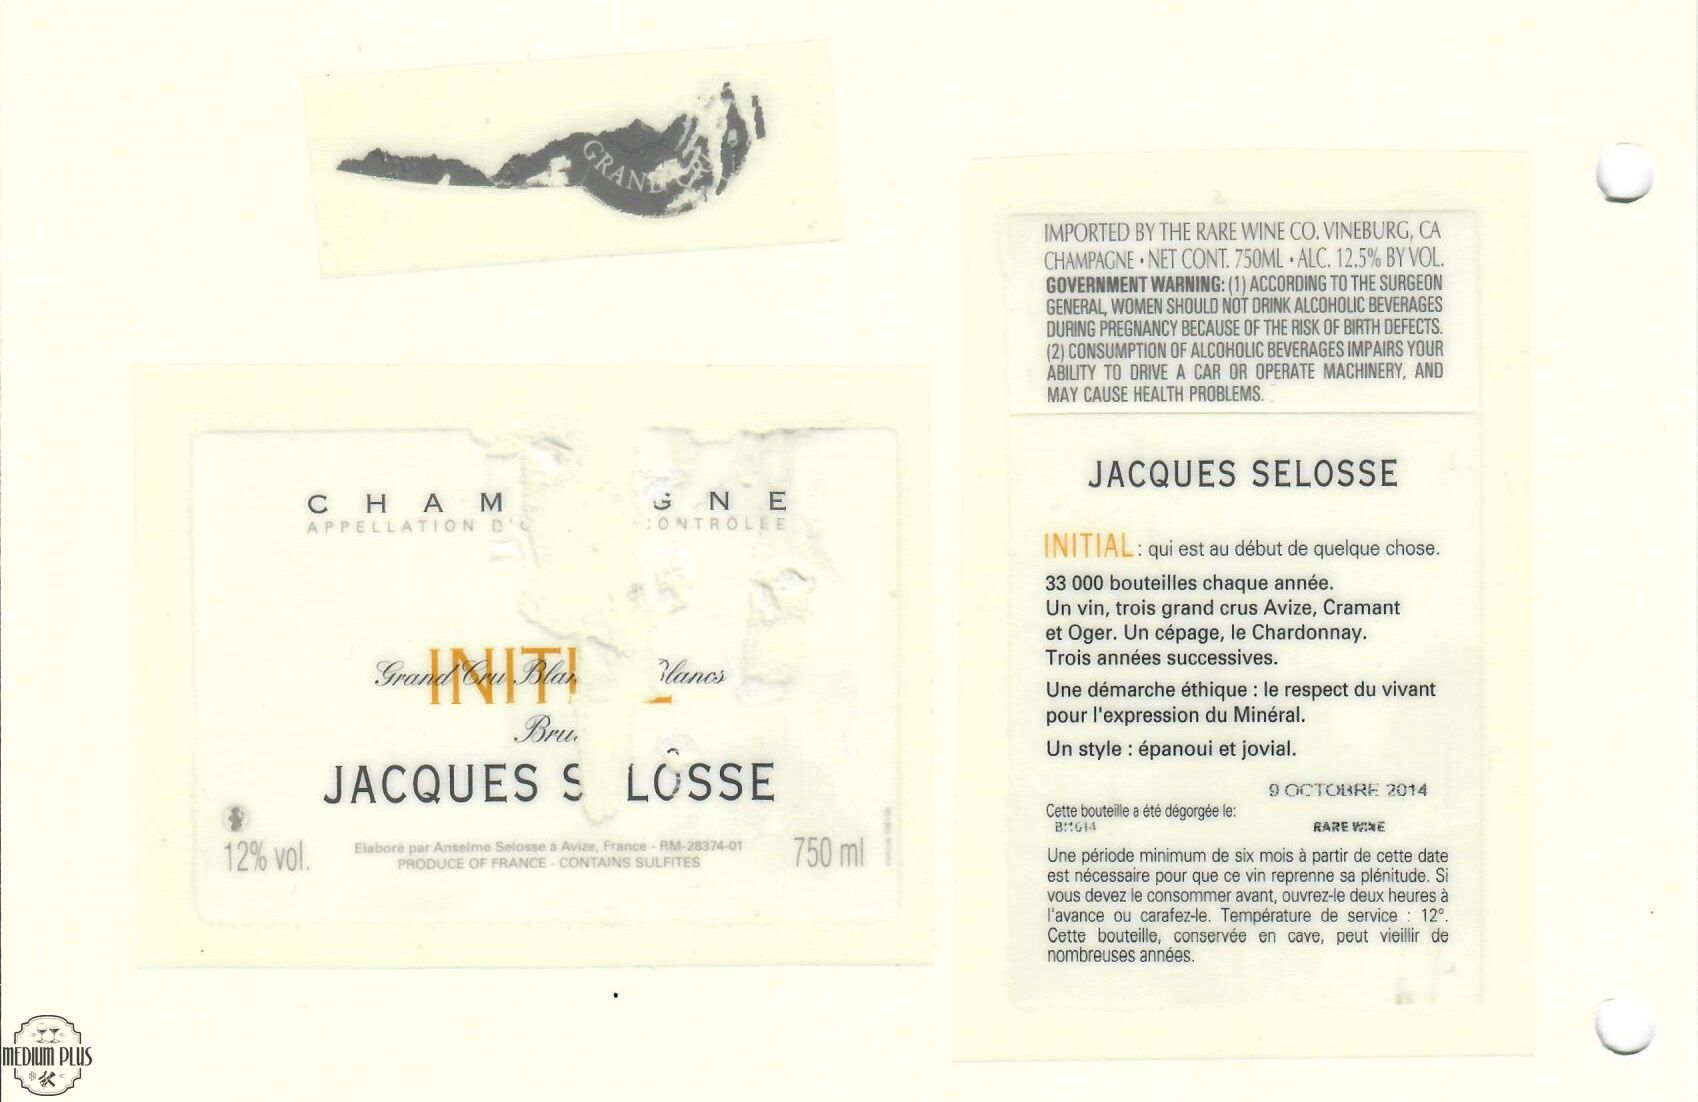 GRAND CR
CHAM GNE
APPELLATION D' CONTRÔLÉE
INITI
Grand Cru Blan Blancs
Bru
JACQUES S LOSSE
12% vol.
Elaboré par Anselme Selosse à Avize, France - RM-28374-01
PRODUCE OF FRANCE - CONTAINS SULFITES
750 ml
IMPORTED BY THE RARE WINE CO. VINEBURG, CA
CHAMPAGNE • NET CONT. 750ML • ALC. 12.5% BY VOL.
GOVERNMENT WARNING: (1) ACCORDING TO THE SURGEON
GENERAL, WOMEN SHOULD NOT DRINK ALCOHOLIC BEVERAGES
DURING PREGNANCY BECAUSE OF THE RISK OF BIRTH DEFECTS.
(2) CONSUMPTION OF ALCOHOLIC BEVERAGES IMPAIRS YOUR
ABILITY TO DRIVE A CAR OR OPERATE MACHINERY, AND
MAY CAUSE HEALTH PROBLEMS.
JACQUES SELOSSE
INITIAL : qui est au début de quelque chose.
33 000 bouteilles chaque année.
Un vin, trois grand crus Avize, Cramant
et Oger. Un cépage, le Chardonnay.
Trois années successives.
Une démarche éthique : le respect du vivant
pour l'expression du Minéral.
Un style : épanoui et jovial.
9 OCTOBRE 2014
Cette bouteille a été dégorgée le:
RARE WINE
Une période minimum de six mois à partir de cette date
est nécessaire pour que ce vin reprenne sa plénitude. Si
vous devez le consommer avant, ouvrez-le deux heures à
l'avance ou carafez-le. Température de service : 12°.
Cette bouteille, conservée en cave, peut vieillir de
nombreuses années.
MEDIUM PLUS